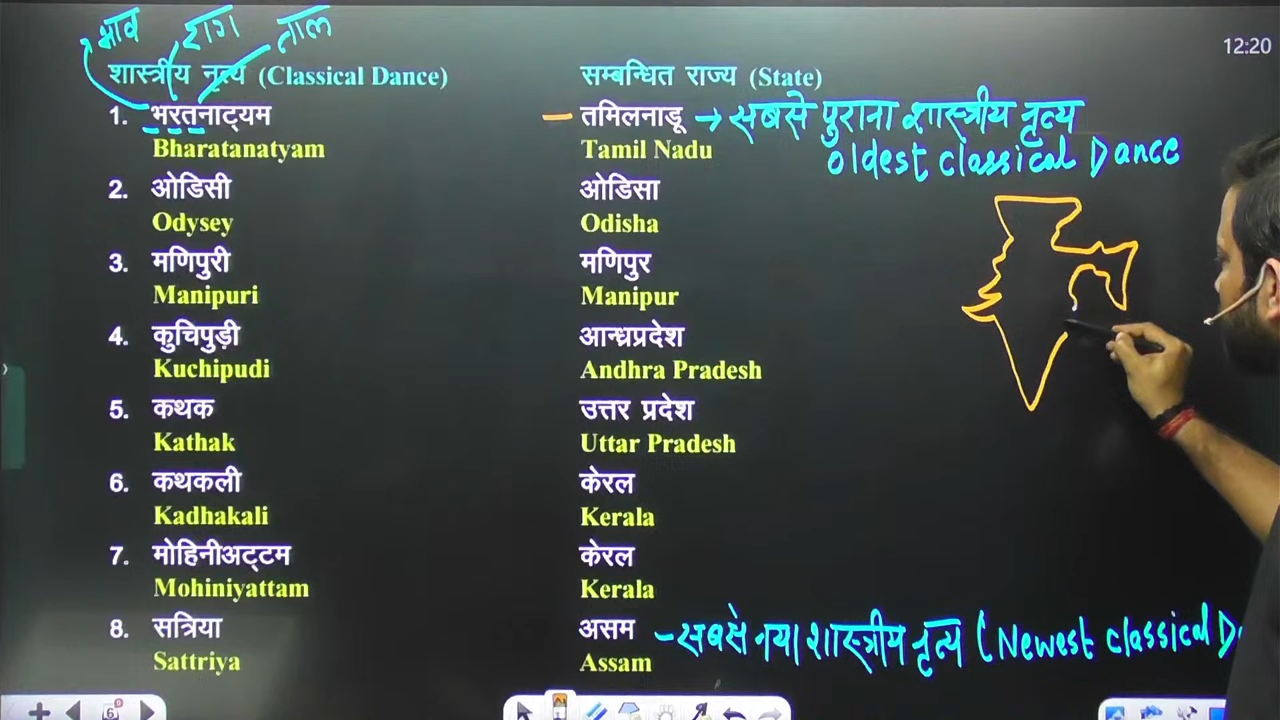 भाव राग ताल
12:20
शास्त्रीय नृत्य (Classical Dance) सम्बन्धित राज्य (State)
1. भरतनाट्यम तमिलनाडू → सबसे पुराना शास्त्रीय नृत्य
Bharatanatyam Tamil Nadu oldest classical Dance
2. ओडिसी ओडिसा
Odysey Odisha
3. मणिपुरी मणिपुर
Manipuri Manipur
4. कुचिपुड़ी आन्ध्रप्रदेश
Kuchipudi Andhra Pradesh
5. कथक उत्तर प्रदेश
Kathak Uttar Pradesh
6. कथकली केरल
Kadhakali Kerala
7. मोहिनीअट्टम केरल
Mohiniyattam Kerala
8. सत्रिया असम - सबसे नया शास्त्रीय नृत्य (Newest classical D
Sattriya Assam